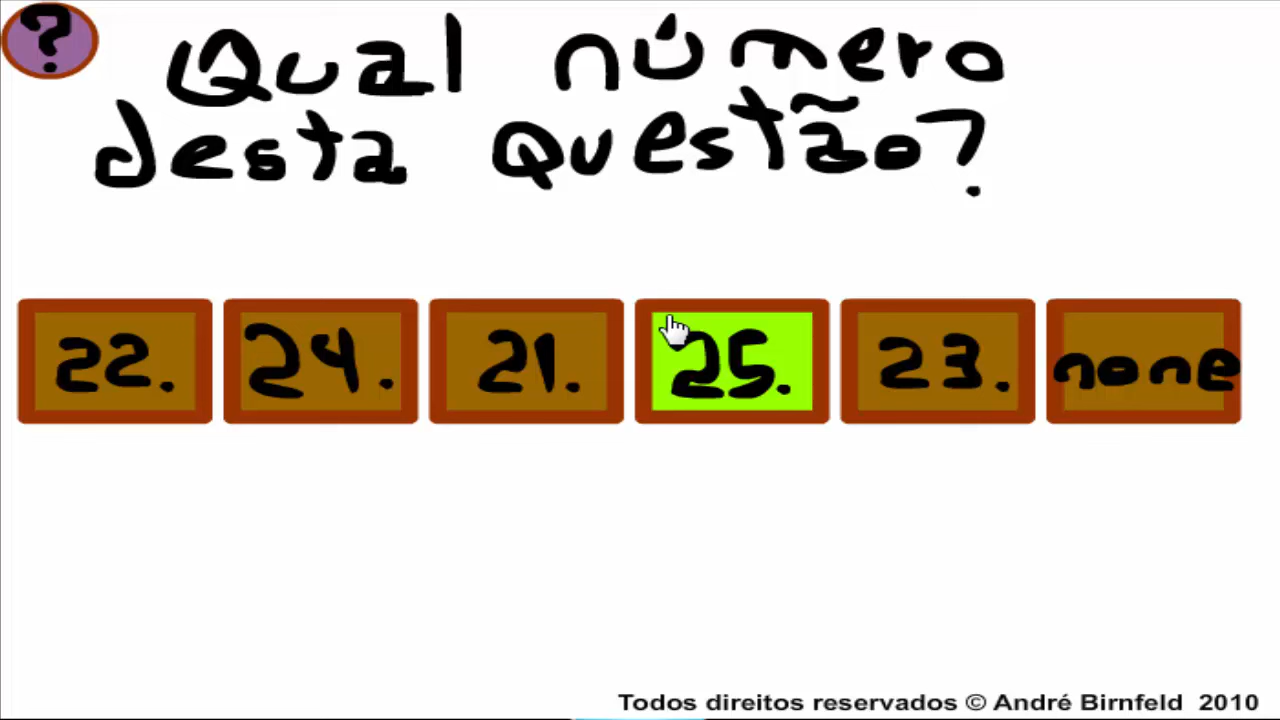 ?
Qual número
desta questão?
22. 24. 21. 25. 23. none
Todos direitos reservados © André Birnfeld 2010